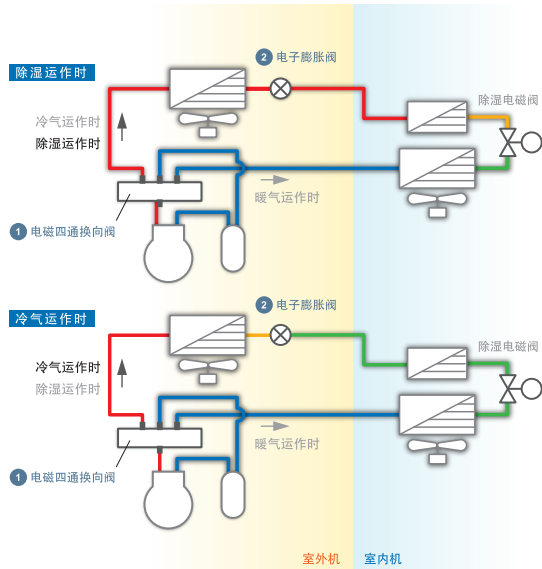 2 电子膨胀阀
除湿运作时
除湿电磁阀
冷气运作时
除湿运作时
暖气运作时
1 电磁四通换向阀
2 电子膨胀阀
冷气运作时
除湿电磁阀
冷气运作时
除湿运作时
暖气运作时
1 电磁四通换向阀
室外机 室内机